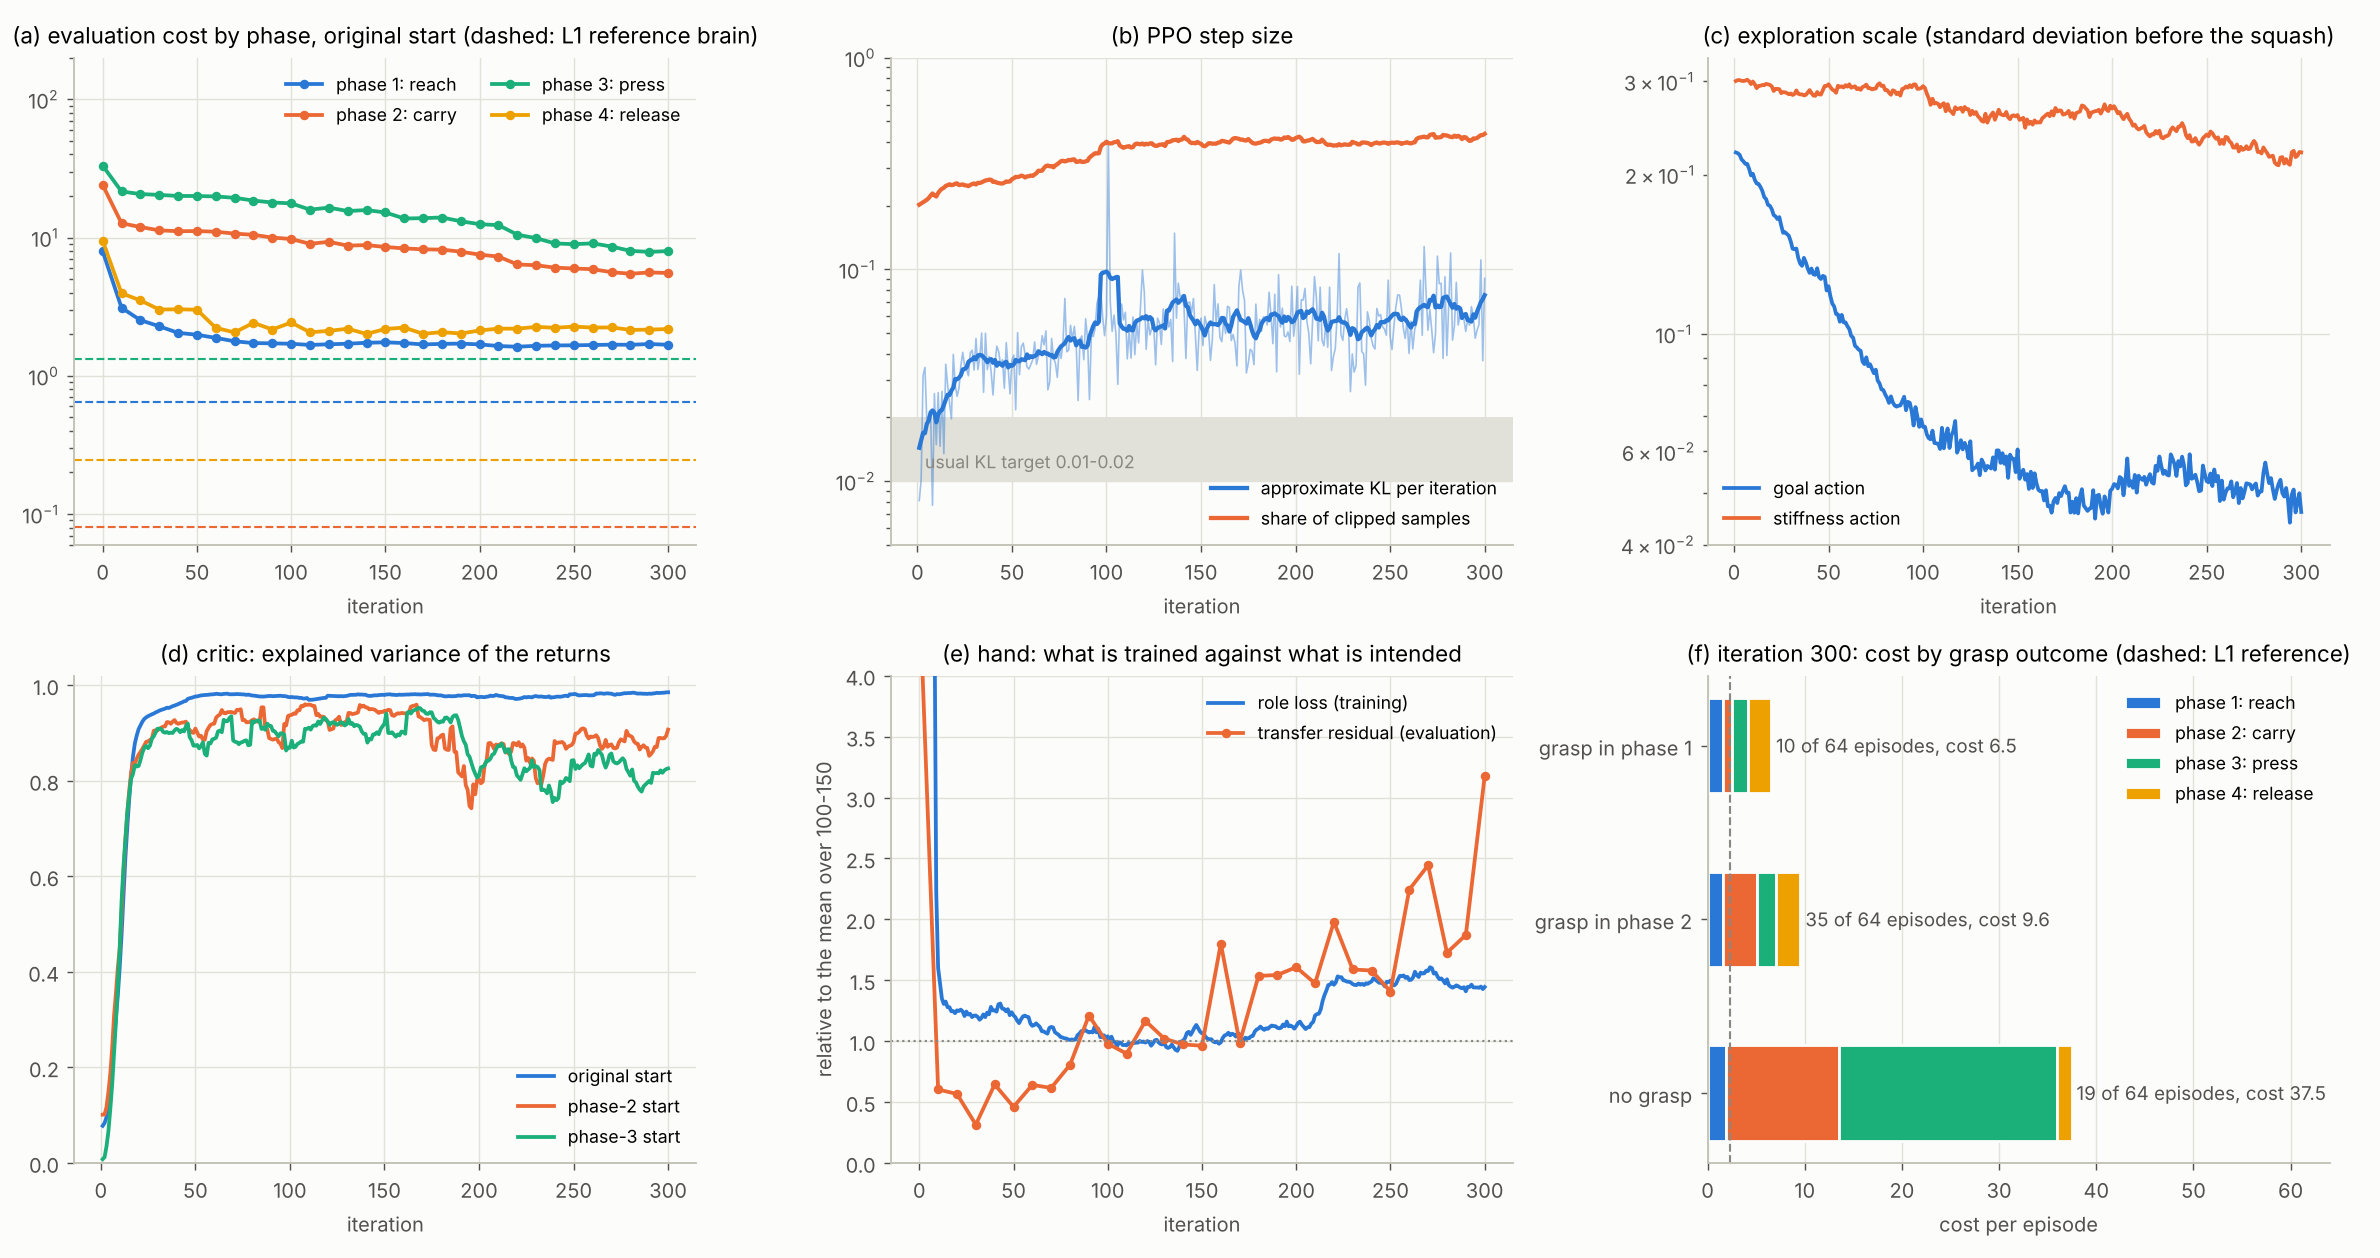 (a) evaluation cost by phase, original start (dashed: L1 reference brain)
phase 1: reach
phase 2: carry
phase 3: press
phase 4: release
10²
10¹
10⁰
10⁻¹
0 50 100 150 200 250 300
iteration
(b) PPO step size
10⁰
10⁻¹
10⁻²
usual KL target 0.01-0.02
approximate KL per iteration
share of clipped samples
0 50 100 150 200 250 300
iteration
(c) exploration scale (standard deviation before the squash)
3 × 10⁻¹
2 × 10⁻¹
10⁻¹
6 × 10⁻²
4 × 10⁻²
goal action
stiffness action
0 50 100 150 200 250 300
iteration
(d) critic: explained variance of the returns
1.0
0.8
0.6
0.4
0.2
0.0
original start
phase-2 start
phase-3 start
0 50 100 150 200 250 300
iteration
(e) hand: what is trained against what is intended
relative to the mean over 100-150
4.0
3.5
3.0
2.5
2.0
1.5
1.0
0.5
0.0
role loss (training)
transfer residual (evaluation)
0 50 100 150 200 250 300
iteration
(f) iteration 300: cost by grasp outcome (dashed: L1 reference)
phase 1: reach
phase 2: carry
phase 3: press
phase 4: release
grasp in phase 1
10 of 64 episodes, cost 6.5
grasp in phase 2
35 of 64 episodes, cost 9.6
no grasp
19 of 64 episodes, cost 37.5
0 10 20 30 40 50 60
cost per episode